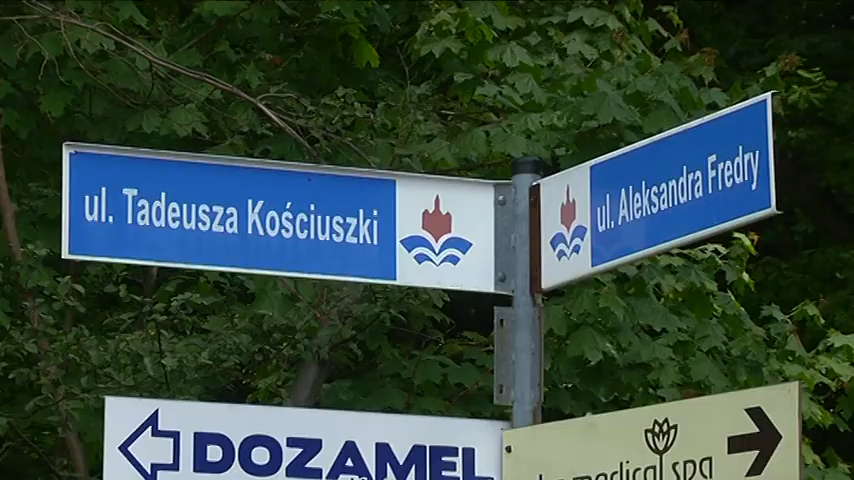 ul. Tadeusza Kościuszki
ul. Aleksandra Fredry
DOZAMEL
medical spa